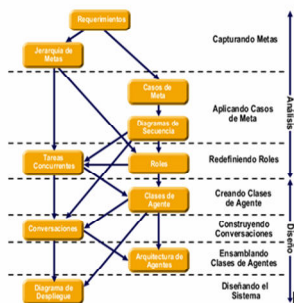 Requerimientos
Capturando Metas
Jerarquía de
Metas
Casos de
Meta
Aplicando Casos
de Meta
Análisis
Diagramas de
Secuencia
Tareas
Concurrentes
Roles
Redefiniendo Roles
Clases de
Agente
Creando Clases
de Agente
Conversaciones
Construyendo
Conversaciones
Diseño
Arquitectura de
Agentes
Ensamblando
Clases de Agentes
Diagrama de
Despliegue
Diseñando el
Sistema